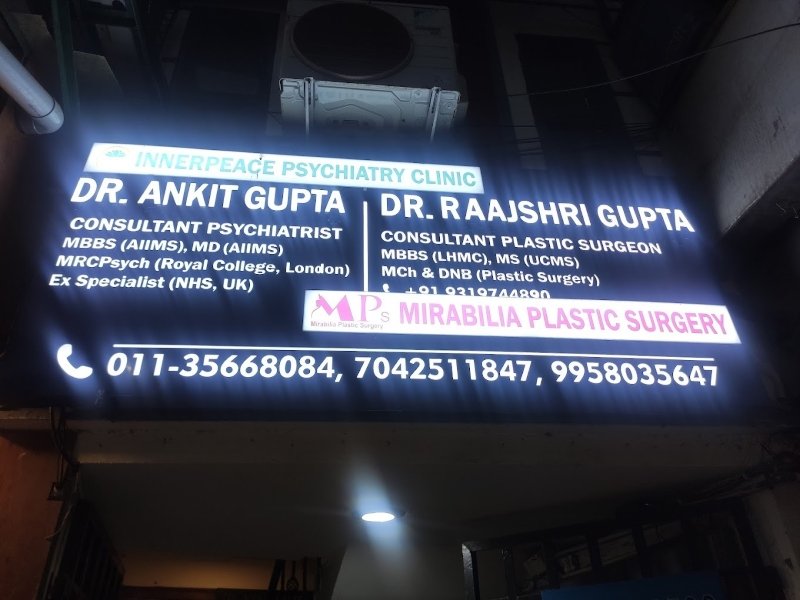 INNERPEACE PSYCHIATRY CLINIC
DR. ANKIT GUPTA
CONSULTANT PSYCHIATRIST
MBBS (AIIMS), MD (AIIMS)
MRCPsych (Royal College, London)
Ex Specialist (NHS, UK)
DR. RAAJSHRI GUPTA
CONSULTANT PLASTIC SURGEON
MBBS (LHMC), MS (UCMS)
MCh & DNB (Plastic Surgery)
+91 9319744890
MPs
Mirabilia Plastic Surgery
MIRABILIA PLASTIC SURGERY
011-35668084, 7042511847, 9958035647